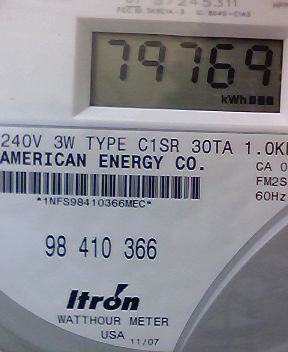 79769
kWh
240V 3W TYPE C1SR 30TA 1.0K
AMERICAN ENERGY CO.
CA 0
FM2S
60Hz
*1NFS98410366MEC*
98 410 366
Itron
WATTHOUR METER
USA 11/07